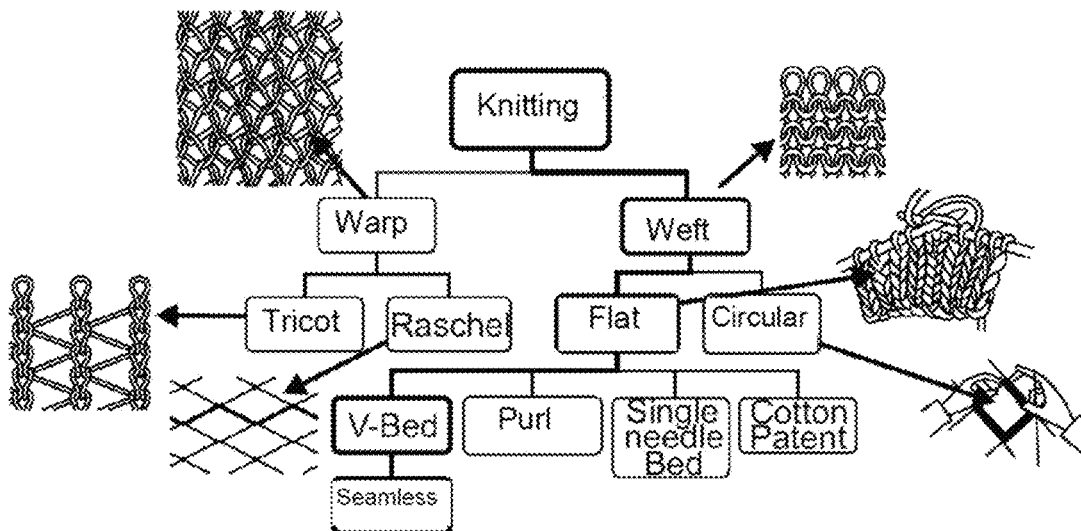 Knitting
Warp
Weft
Tricot
Raschel
Flat
Circular
V-Bed
Purl
Single
needle
Bed
Cotton
Patent
Seamless